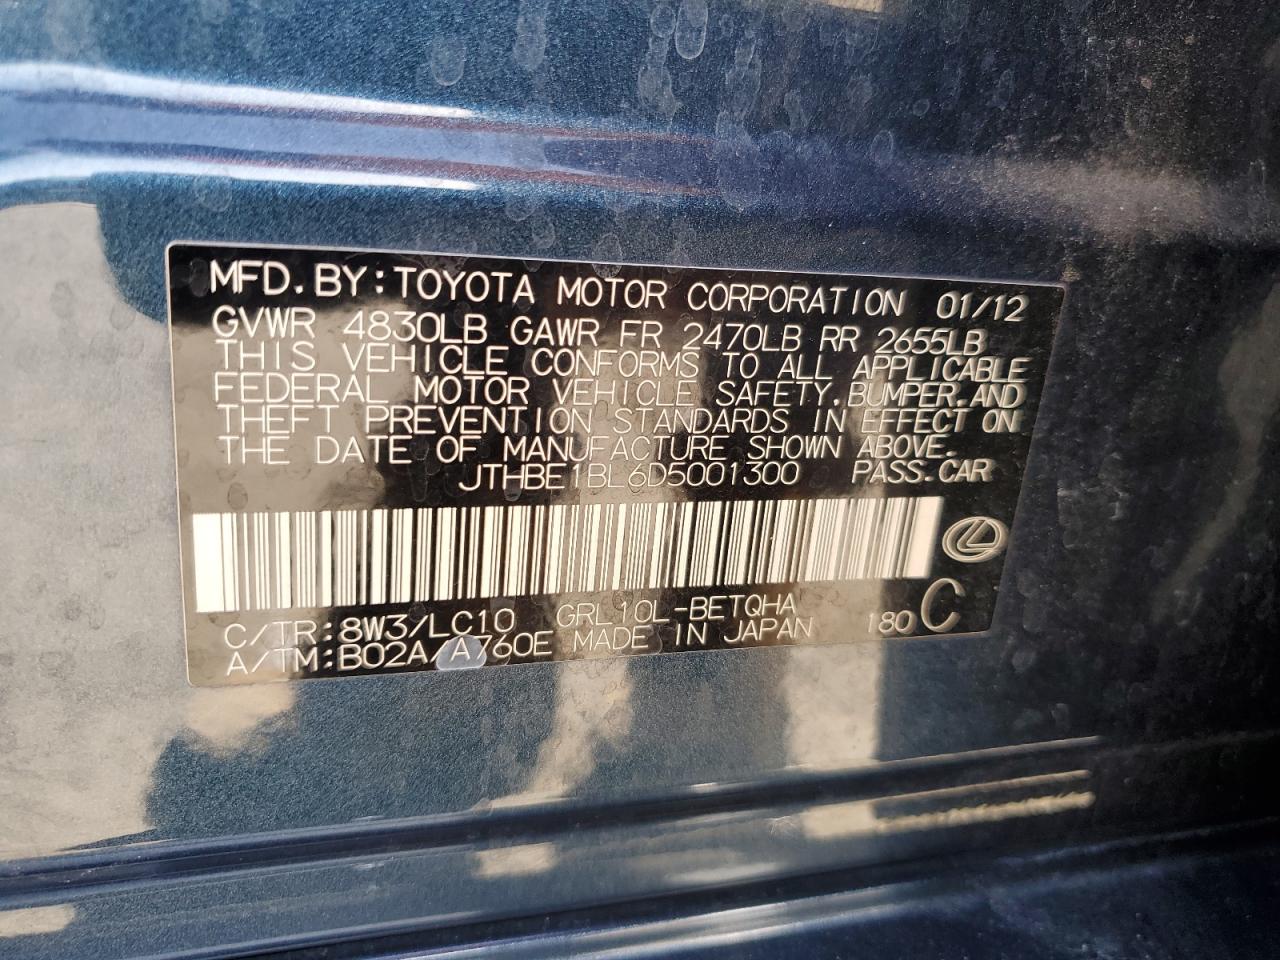 MFD. BY: TOYOTA MOTOR CORPORATION 01/12
GVWR 4830LB GAWR FR 2470LB RR 2655LB
THIS VEHICLE CONFORMS TO ALL APPLICABLE
FEDERAL MOTOR VEHICLE SAFETY, BUMPER, AND
THEFT PREVENTION STANDARDS IN EFFECT ON
THE DATE OF MANUFACTURE SHOWN ABOVE.
JTHBE1BL6D5001300 PASS. CAR
C/TR: 8W3/LC10 GRL10L-BETQHA
A/TM: B02A/A760E MADE IN JAPAN 180 C